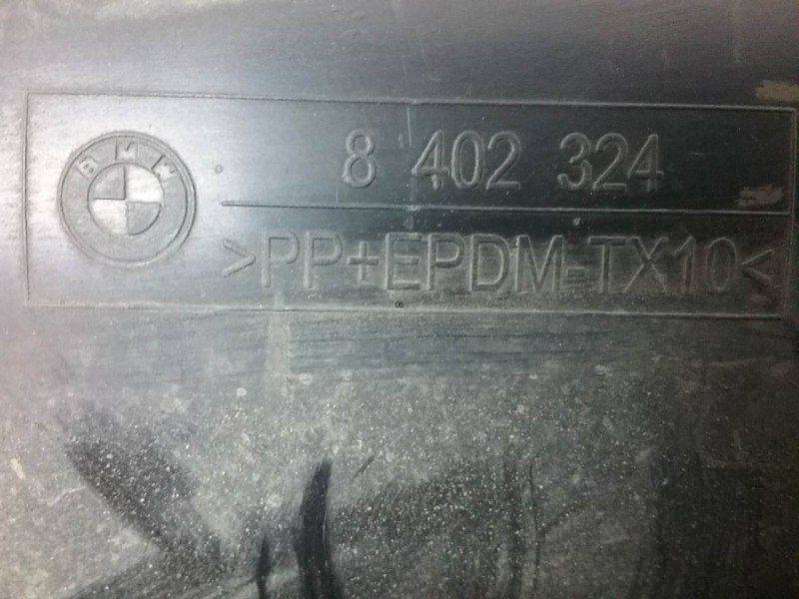 BMW
8 402 324
>PP+EPDM-TX10<